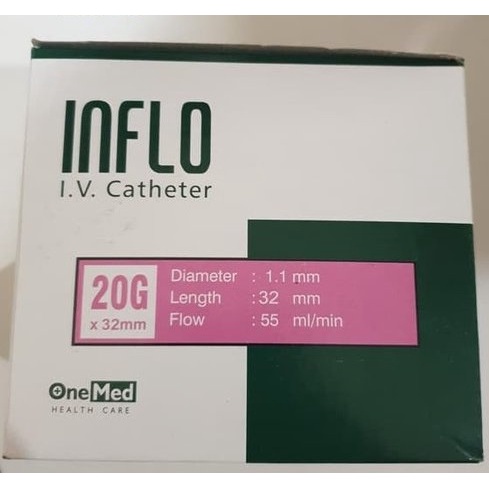 INFLO
I.V. Catheter
20G
x 32mm
Diameter : 1.1 mm
Length : 32 mm
Flow : 55 ml/min
OneMed
HEALTH CARE